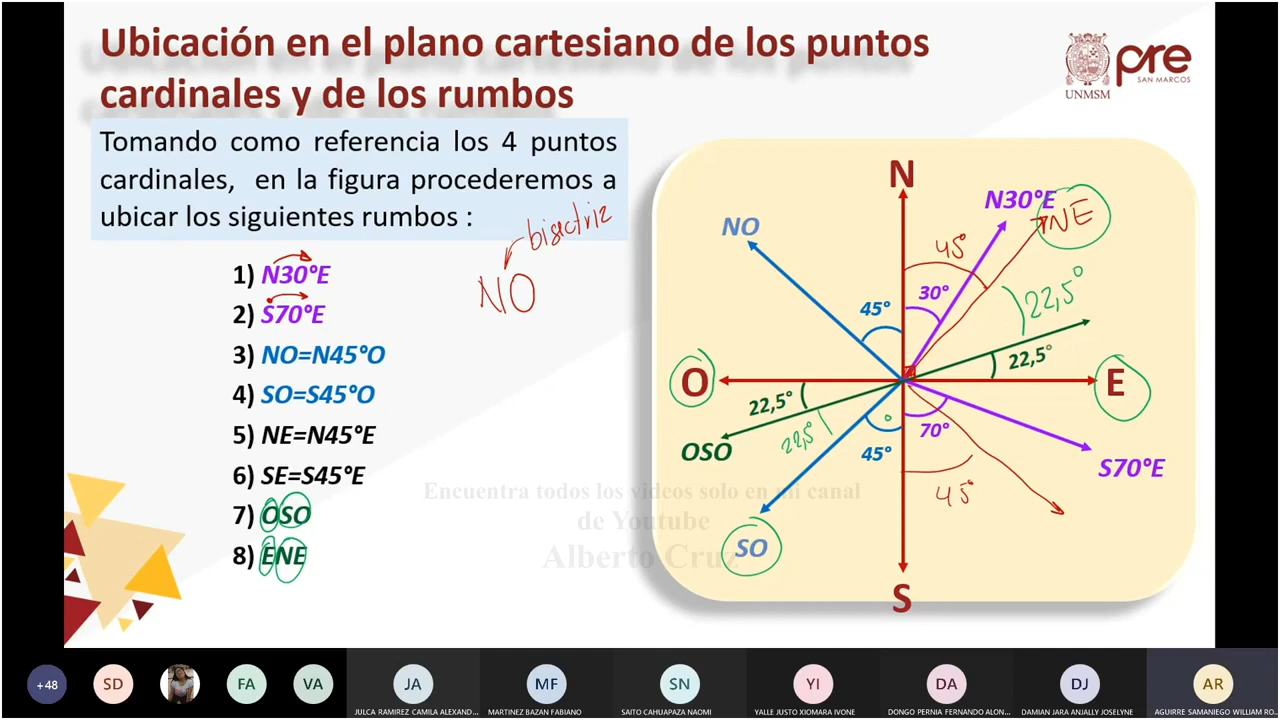 Ubicación en el plano cartesiano de los puntos
cardinales y de los rumbos
pre
SAN MARCOS
UNMSM
Tomando como referencia los 4 puntos
cardinales, en la figura procederemos a
ubicar los siguientes rumbos :
bisectriz
NO
1) N30°E
2) S70°E
3) NO=N45°O
4) SO=S45°O
5) NE=N45°E
6) SE=S45°E
7) OSO
8) ENE
N
N30°E
NE
NO
45°
30°
45°
22,5°
22,5°
O
E
22,5°
22,5°
OSO
70°
45°
S70°E
45°
SO
S
Encuentra todos los videos solo en mi canal
de Youtube
Alberto Cruz
+48
SD
FA
VA
JA
MF
SN
YI
DA
DJ
AR
JULCA RAMIREZ CAMILA ALEXAND...
MARTINEZ BAZAN FABIANO
SAITO CAHUAPAZA NAOMI
YALLE JUSTO XIOMARA IVONE
DONGO PERNIA FERNANDO ALON...
DAMIAN JARA ANJALLY JOSELYNE
AGUIRRE SAMANIEGO WILLIAM RO...